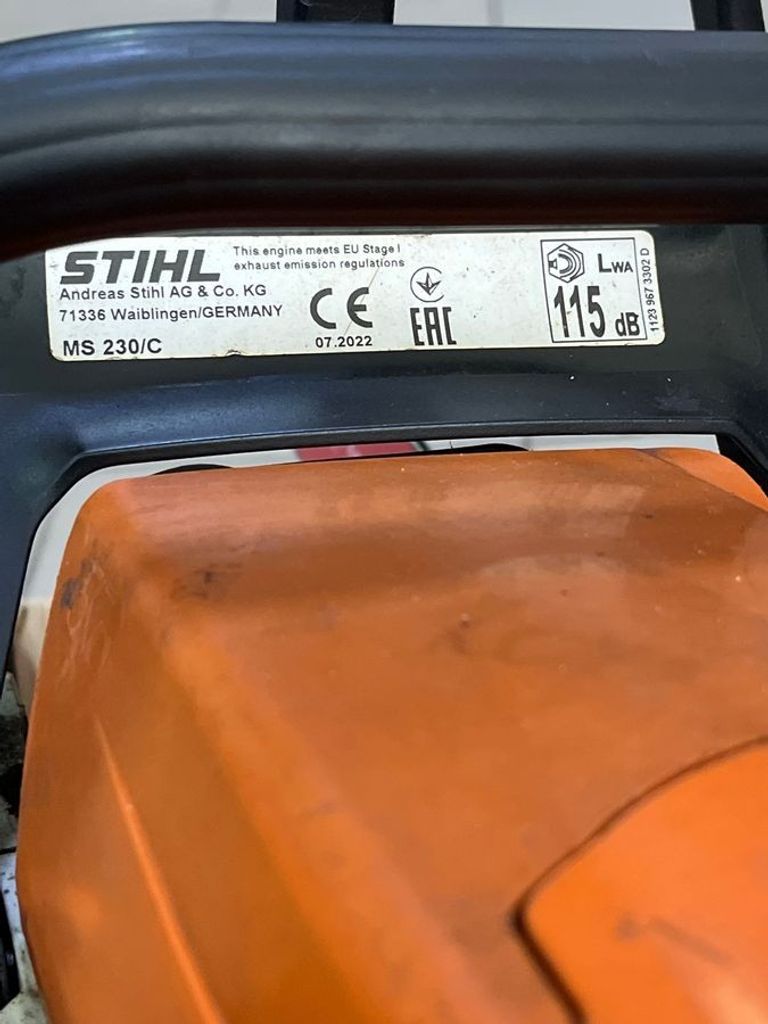 STIHL
This engine meets EU Stage I
exhaust emission regulations
Andreas Stihl AG & Co. KG
71336 Waiblingen/GERMANY
MS 230/C
CE
07.2022
EAC
LWA
115 dB
1123 967 3302 D